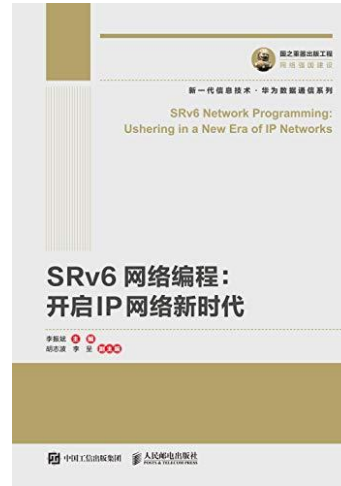 国之重器出版工程
网络强国建设
新一代信息技术·华为数据通信系列
SRv6 Network Programming:
Ushering in a New Era of IP Networks
SRv6 网络编程：
开启IP网络新时代
李振斌 主 编
胡志波 李 呈 副主编
中国工信出版集团 人民邮电出版社
POSTS & TELECOM PRESS